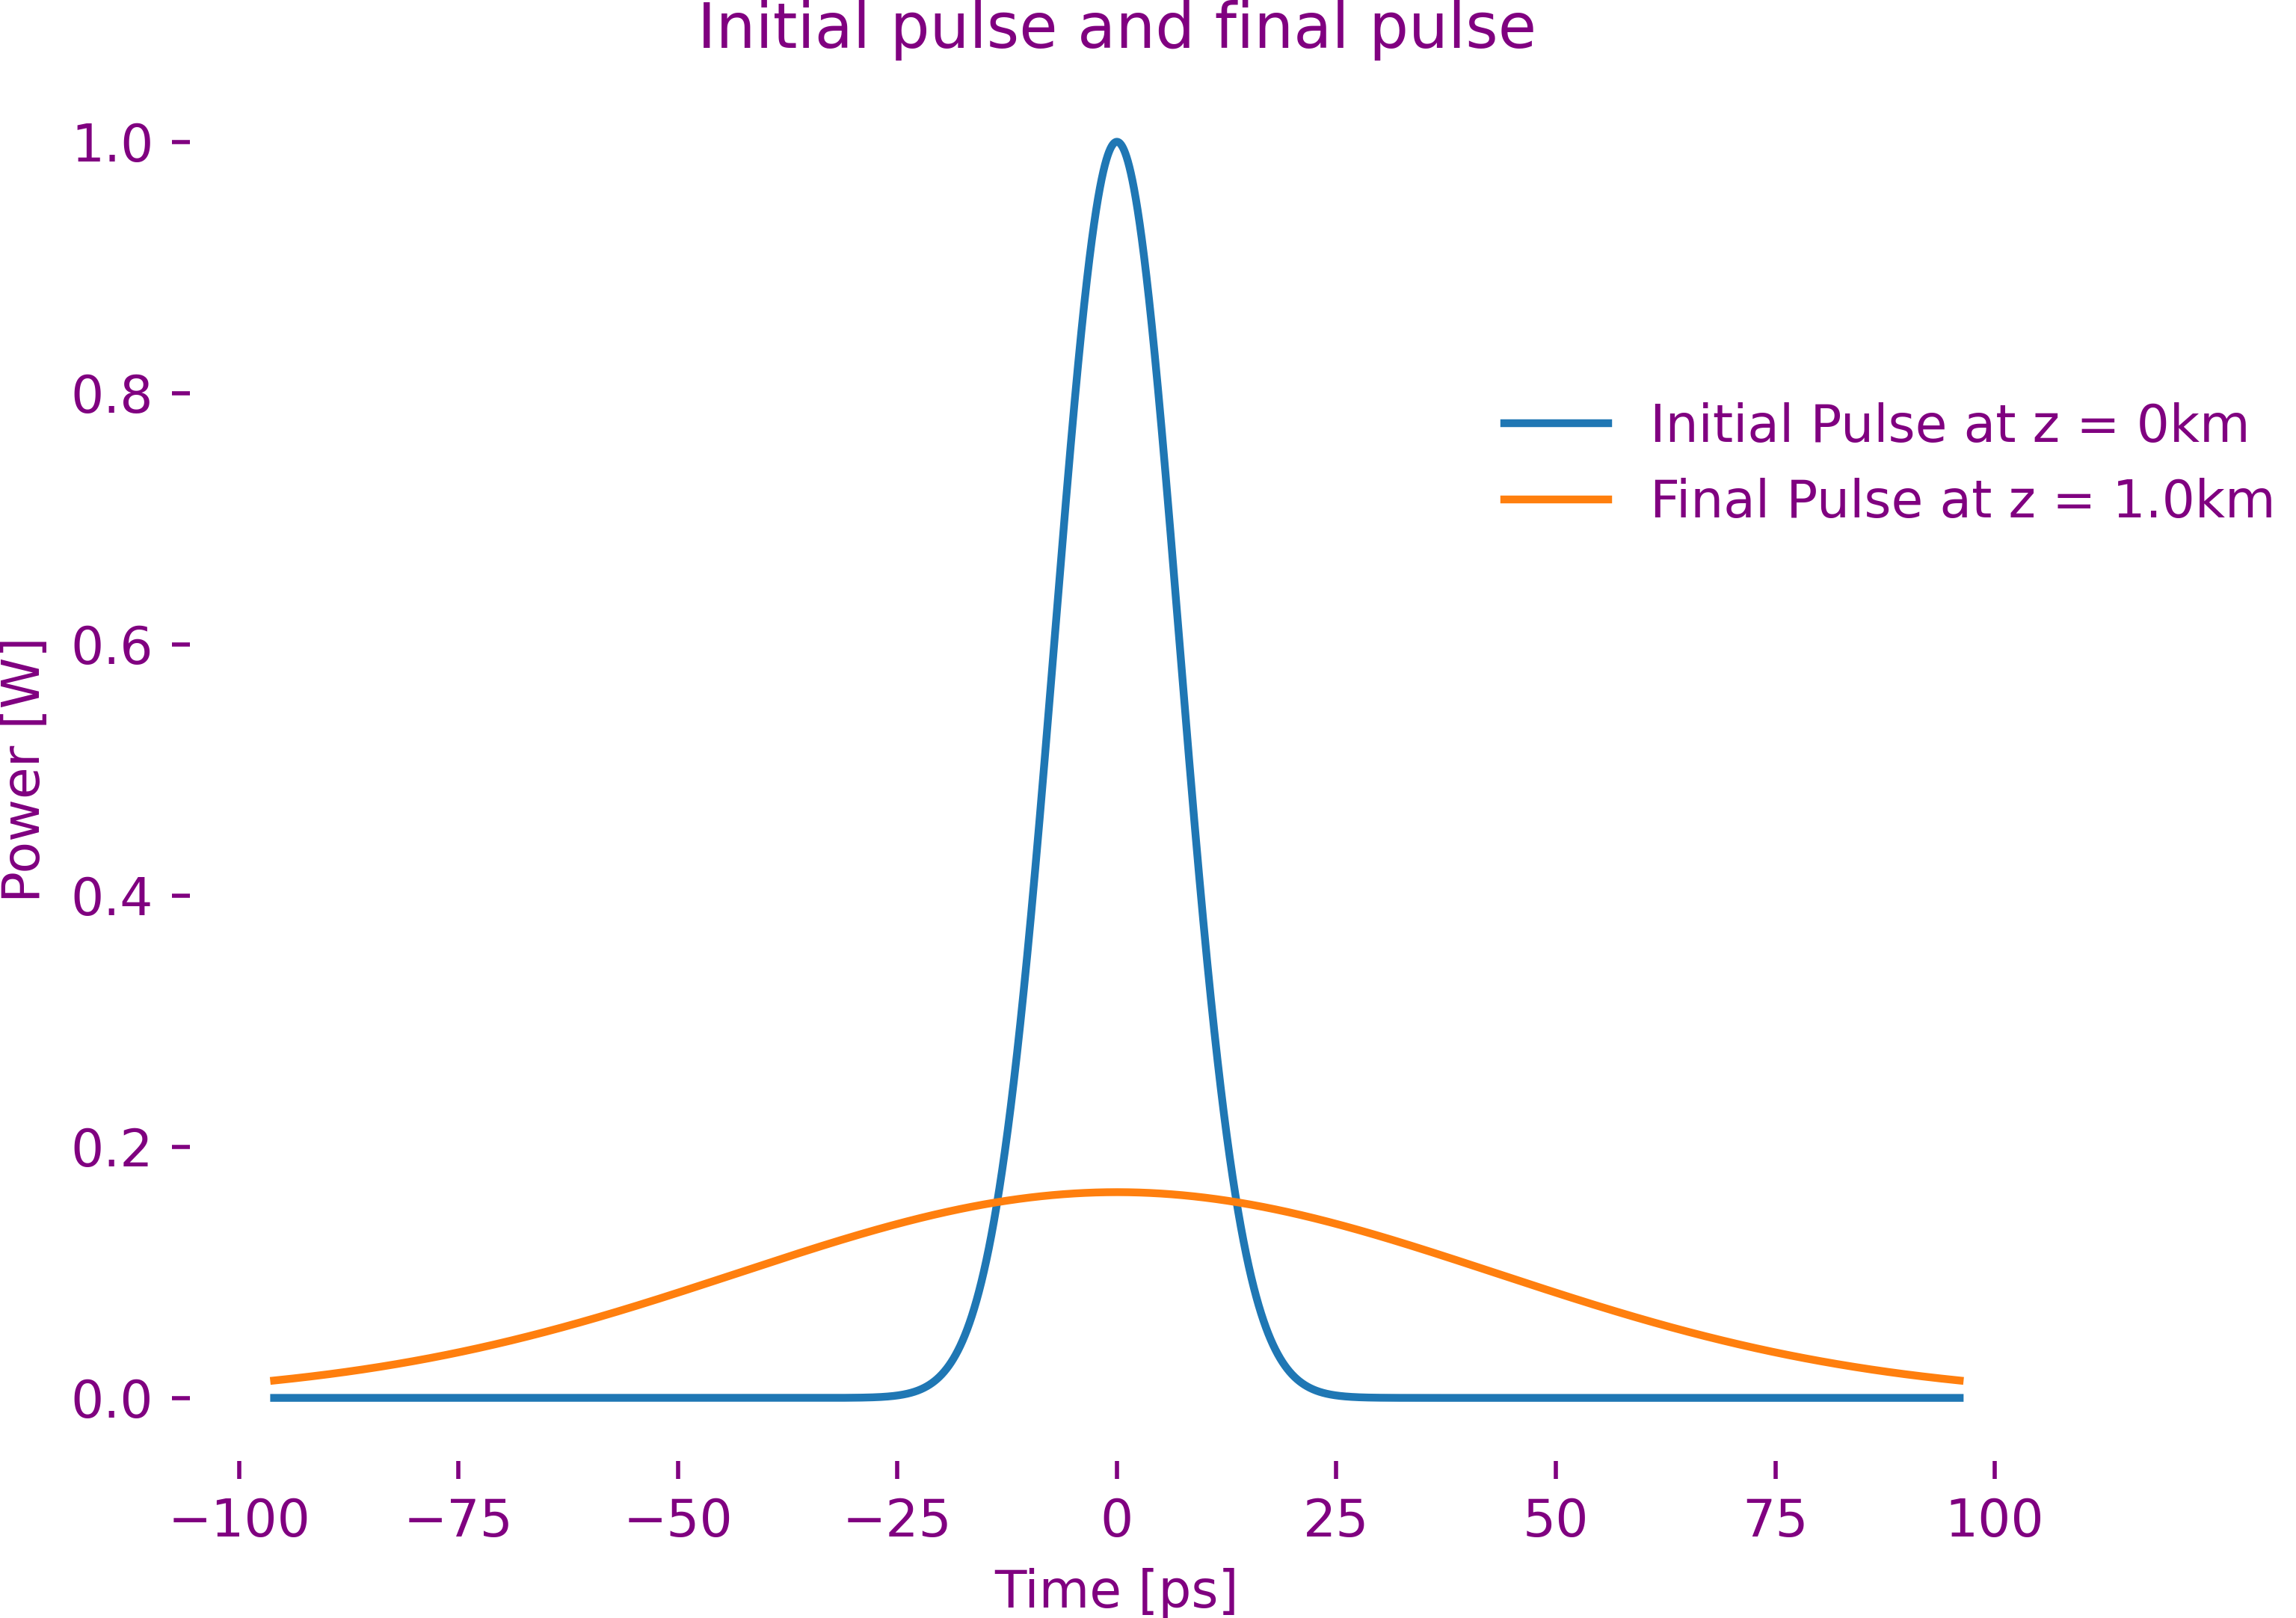 Initial pulse and final pulse
1.0
0.8
0.6
0.4
0.2
0.0
Power [W]
Initial Pulse at z = 0km
Final Pulse at z = 1.0km
−100 −75 −50 −25 0 25 50 75 100
Time [ps]